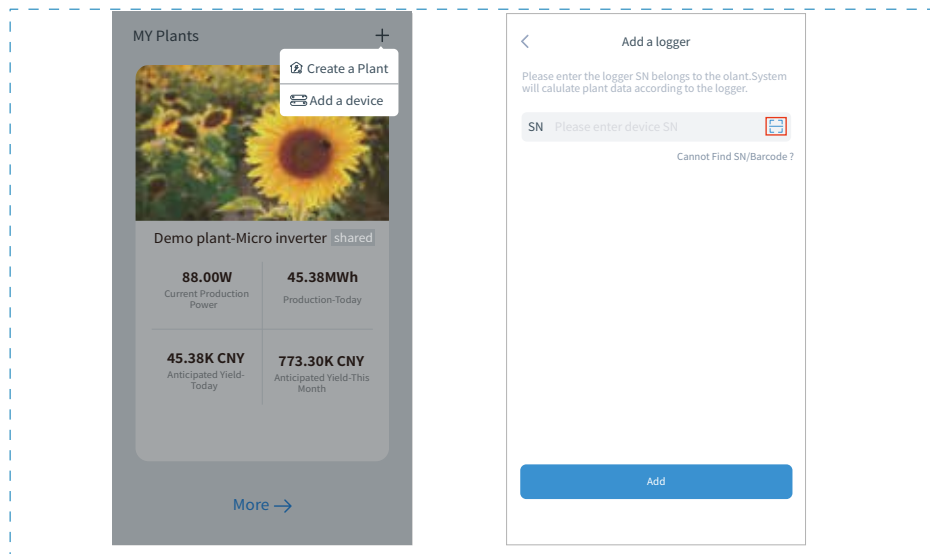 MY Plants
Create a Plant
Add a device
Demo plant-Micro inverter shared
88.00W
Current Production
Power
45.38MWh
Production-Today
45.38K CNY
Anticipated Yield-
Today
773.30K CNY
Anticipated Yield-This
Month
More
Add a logger
Please enter the logger SN belongs to the olant.System
will calulate plant data according to the logger.
SN Please enter device SN
Cannot Find SN/Barcode ?
Add